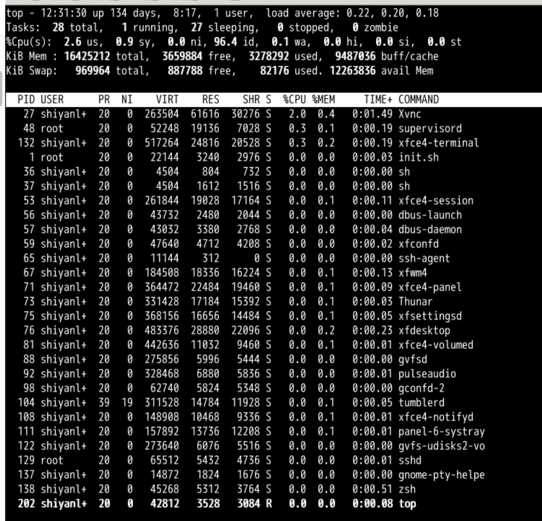 top - 12:31:30 up 134 days,  8:17,  1 user,  load average: 0.22, 0.20, 0.18
Tasks:  28 total,   1 running,  27 sleeping,   0 stopped,   0 zombie
%Cpu(s):  2.6 us,  0.9 sy,  0.0 ni, 96.4 id,  0.1 wa,  0.0 hi,  0.0 si,  0.0 st
KiB Mem : 16425212 total,  3659884 free,  3278292 used,  9487036 buff/cache
KiB Swap:   969964 total,   887788 free,    82176 used. 12263836 avail Mem
PID USER      PR  NI    VIRT    RES    SHR S  %CPU %MEM     TIME+ COMMAND
27 shiyanl+  20   0  263504  61616  30276 S   2.0  0.4   0:01.49 Xvnc
48 root      20   0   52248  19136   7028 S   0.3  0.1   0:00.19 supervisord
132 shiyanl+  20   0  517264  24816  20528 S   0.3  0.2   0:00.19 xfce4-terminal
1 root      20   0   22144   3240   2976 S   0.0  0.0   0:00.03 init.sh
36 shiyanl+  20   0    4504    804    732 S   0.0  0.0   0:00.00 sh
37 shiyanl+  20   0    4504   1612   1516 S   0.0  0.0   0:00.00 sh
53 shiyanl+  20   0  261844  19028  17164 S   0.0  0.1   0:00.11 xfce4-session
56 shiyanl+  20   0   43732   2480   2044 S   0.0  0.0   0:00.00 dbus-launch
57 shiyanl+  20   0   43032   3380   2768 S   0.0  0.0   0:00.04 dbus-daemon
59 shiyanl+  20   0   47640   4712   4208 S   0.0  0.0   0:00.02 xfconfd
65 shiyanl+  20   0   11144    312      0 S   0.0  0.0   0:00.00 ssh-agent
67 shiyanl+  20   0  184508  18336  16224 S   0.0  0.1   0:00.13 xfwm4
71 shiyanl+  20   0  364472  22484  19460 S   0.0  0.1   0:00.09 xfce4-panel
73 shiyanl+  20   0  331428  17184  15392 S   0.0  0.1   0:00.03 Thunar
75 shiyanl+  20   0  368156  16656  14484 S   0.0  0.1   0:00.05 xfsettingsd
76 shiyanl+  20   0  483376  28880  22096 S   0.0  0.2   0:00.23 xfdesktop
81 shiyanl+  20   0  442636  11032   9460 S   0.0  0.1   0:00.01 xfce4-volumed
88 shiyanl+  20   0  275856   5996   5444 S   0.0  0.0   0:00.00 gvfsd
92 shiyanl+  20   0  328468   6880   5836 S   0.0  0.0   0:00.01 pulseaudio
98 shiyanl+  20   0   62740   5824   5348 S   0.0  0.0   0:00.00 gconfd-2
104 shiyanl+  39  19  311528  14784  11928 S   0.0  0.1   0:00.05 tumblerd
108 shiyanl+  20   0  148908  10468   9336 S   0.0  0.1   0:00.01 xfce4-notifyd
111 shiyanl+  20   0  157892  13736  12208 S   0.0  0.1   0:00.01 panel-6-systray
122 shiyanl+  20   0  273640   6076   5516 S   0.0  0.0   0:00.00 gvfs-udisks2-vo
129 root      20   0   65512   5432   4736 S   0.0  0.0   0:00.01 sshd
137 shiyanl+  20   0   14872   1824   1676 S   0.0  0.0   0:00.00 gnome-pty-helpe
138 shiyanl+  20   0   45268   5312   3764 S   0.0  0.0   0:00.51 zsh
202 shiyanl+  20   0   42812   3528   3084 R   0.0  0.0   0:00.08 top